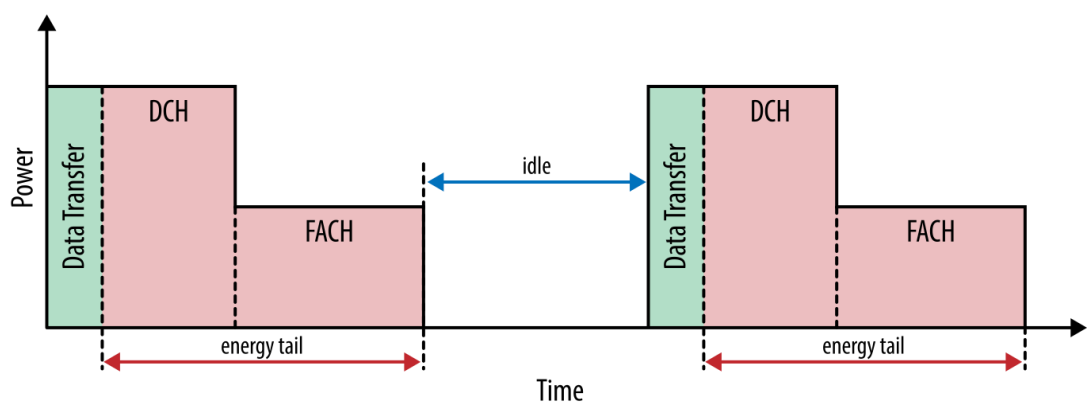 Power
Data Transfer
DCH
FACH
idle
Data Transfer
DCH
FACH
energy tail
energy tail
Time